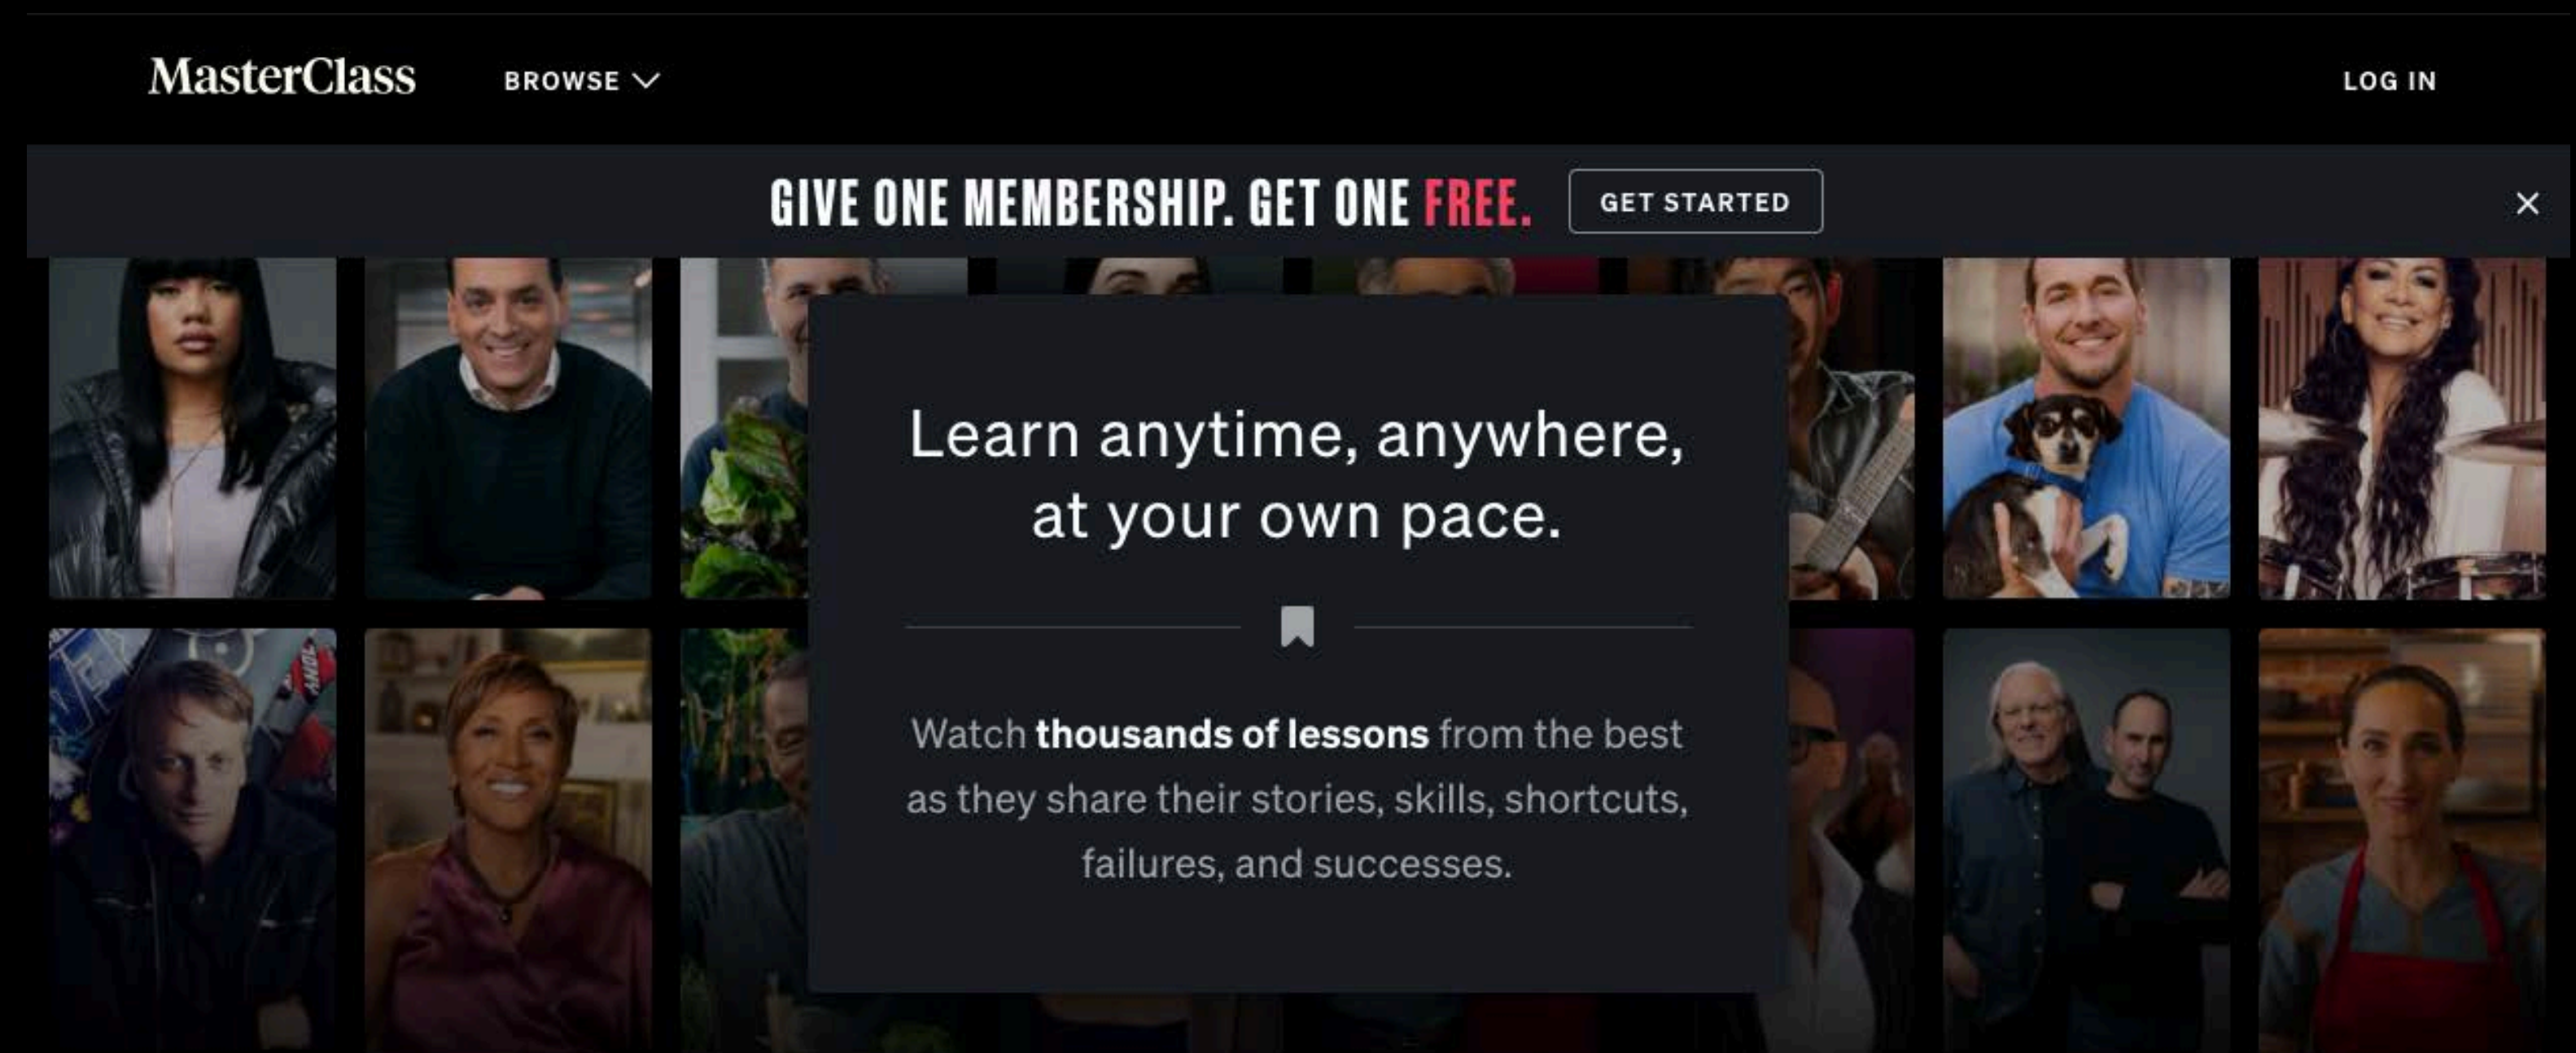 MasterClass
BROWSE
LOG IN
GIVE ONE MEMBERSHIP. GET ONE FREE.
GET STARTED
Learn anytime, anywhere,
at your own pace.
Watch thousands of lessons from the best
as they share their stories, skills, shortcuts,
failures, and successes.